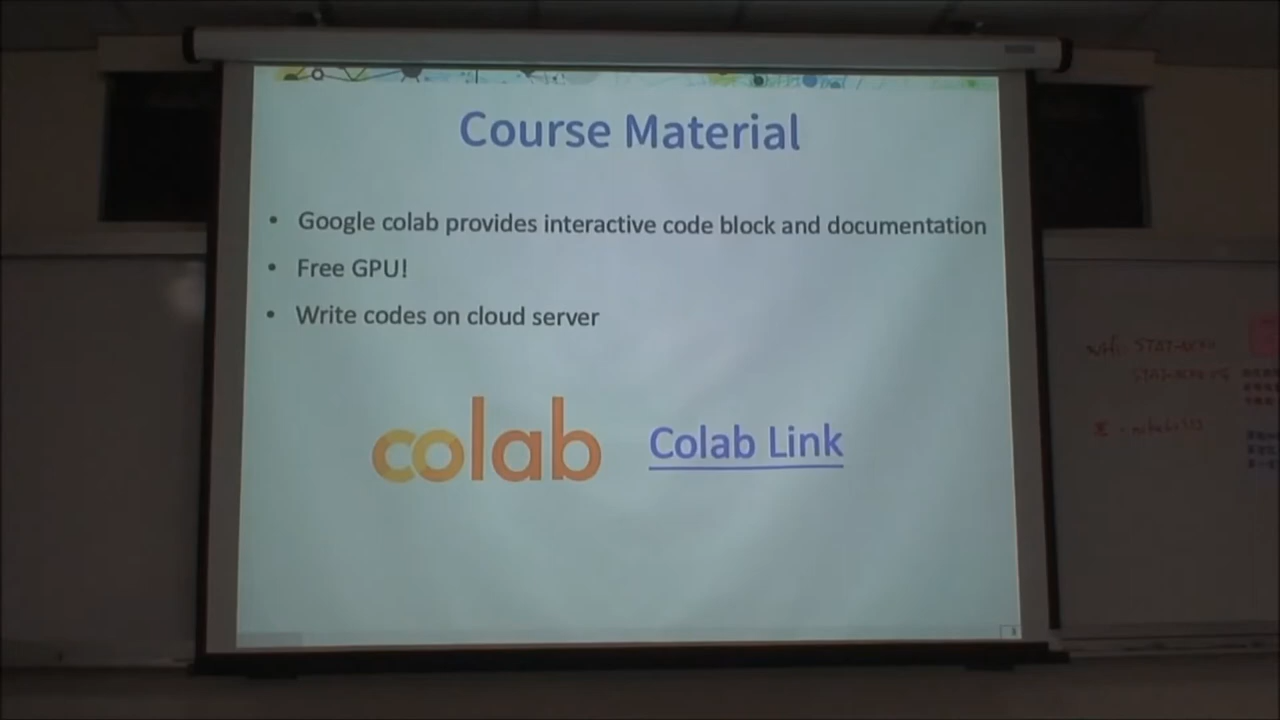 Course Material
• Google colab provides interactive code block and documentation
• Free GPU!
• Write codes on cloud server
colab
Colab Link